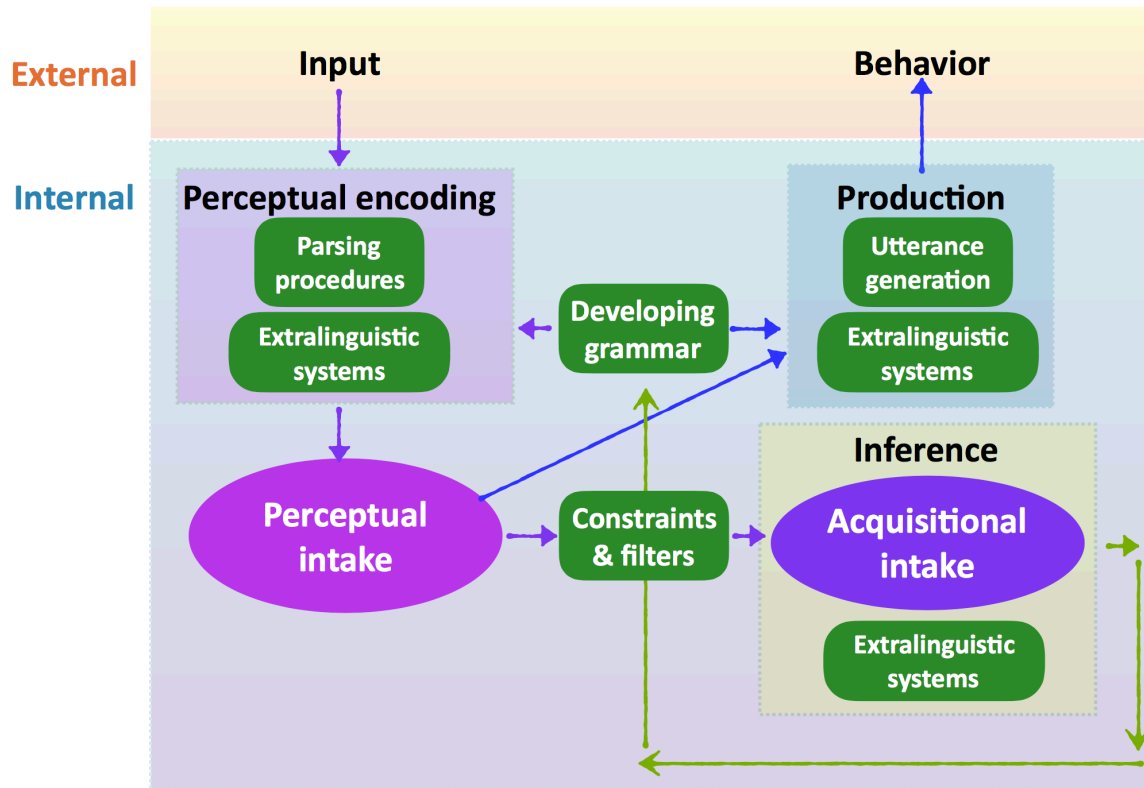 External
Input
Behavior
Internal
Perceptual encoding
Parsing
procedures
Extralinguistic
systems
Developing
grammar
Production
Utterance
generation
Extralinguistic
systems
Perceptual
intake
Constraints
& filters
Inference
Acquisitional
intake
Extralinguistic
systems